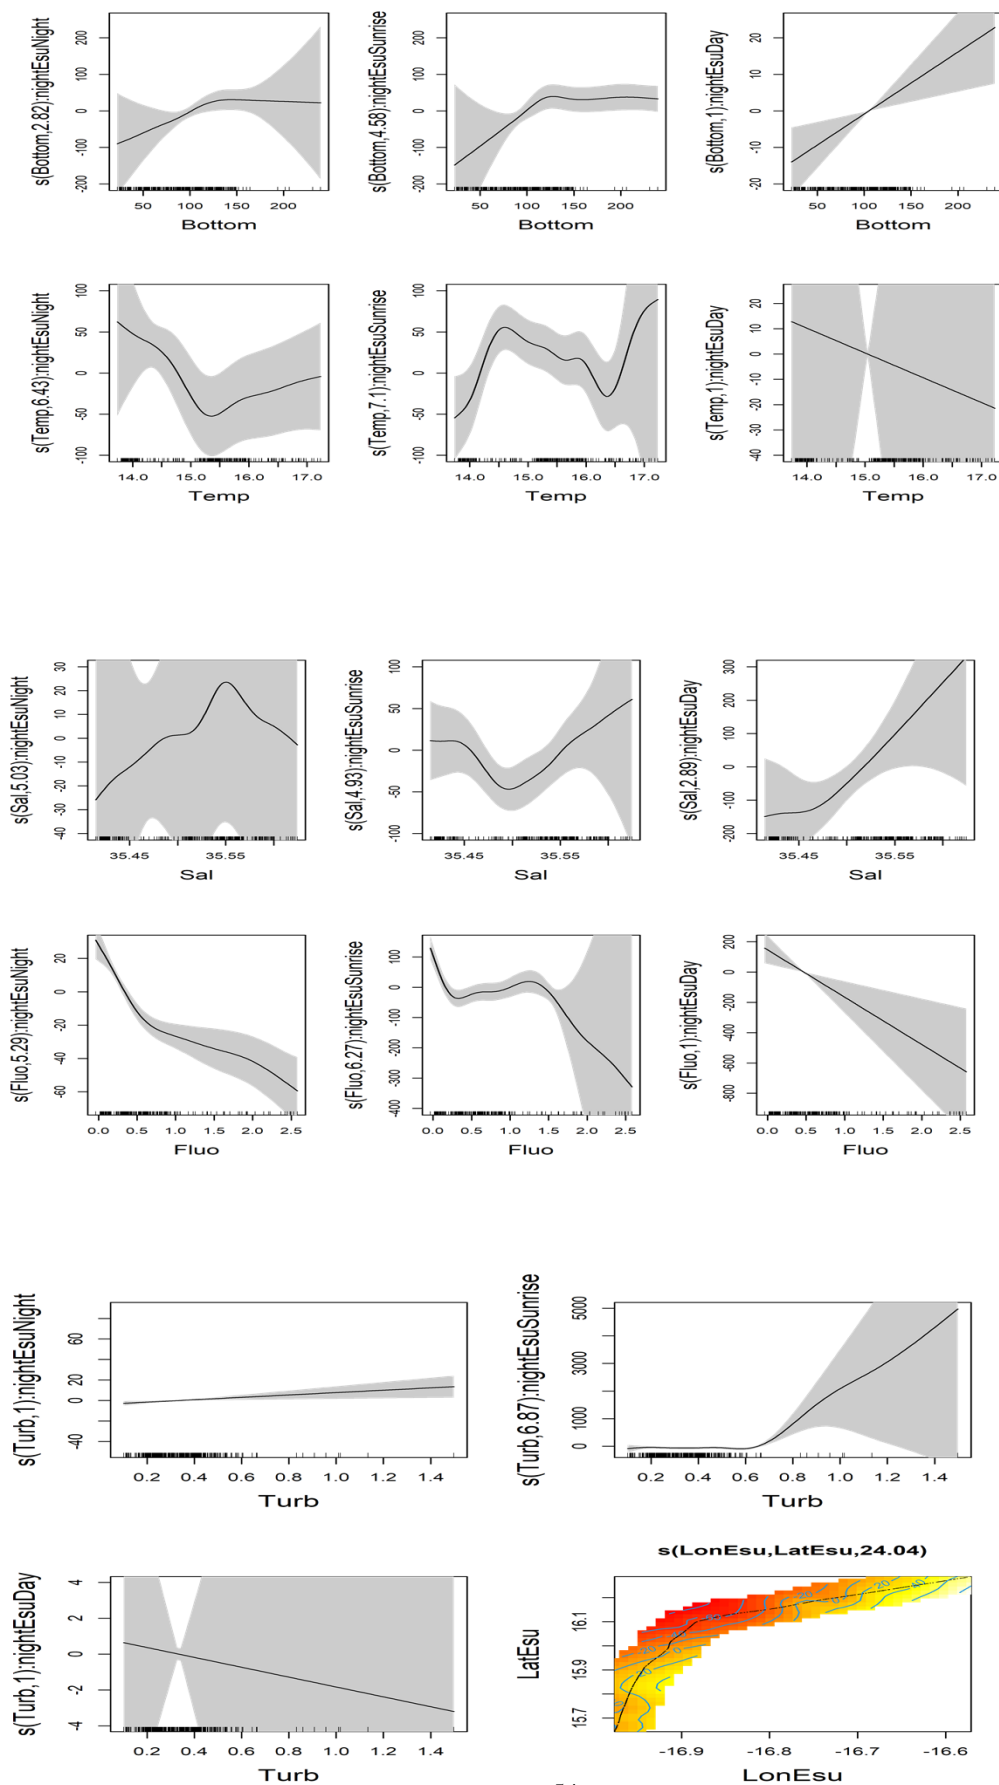 s(Bottom,2.82):nightEsuNight
200
100
0
-100
-200
50 100 150 200
Bottom
s(Bottom,4.58):nightEsuSunrise
200
100
0
-100
-200
50 100 150 200
Bottom
s(Bottom,1):nightEsuDay
20
10
0
-10
-20
50 100 150 200
Bottom
s(Temp,6.43):nightEsuNight
100
50
0
-50
-100
14.0 15.0 16.0 17.0
Temp
s(Temp,7.1):nightEsuSunrise
100
50
0
-50
-100
14.0 15.0 16.0 17.0
Temp
s(Temp,1):nightEsuDay
20
10
0
-10
-20
-30
-40
14.0 15.0 16.0 17.0
Temp
s(Sal,5.03):nightEsuNight
30
20
10
0
-10
-20
-30
40
35.45 35.55
Sal
s(Sal,4.93):nightEsuSunrise
100
50
0
-50
-100
35.45 35.55
Sal
s(Sal,2.89):nightEsuDay
300
200
100
0
-100
-200
35.45 35.55
Sal
s(Fluo,5.29):nightEsuNight
20
0
-20
-40
60
0.0 0.5 1.0 1.5 2.0 2.5
Fluo
s(Fluo,6.27):nightEsuSunrise
100
0
-100
-200
-300
-400
0.0 0.5 1.0 1.5 2.0 2.5
Fluo
s(Fluo,1):nightEsuDay
200
0
-200
-400
-600
-800
0.0 0.5 1.0 1.5 2.0 2.5
Fluo
s(Turb,1):nightEsuNight
60
20
0
40
0.2 0.4 0.6 0.8 1.0 1.2 1.4
Turb
s(Turb,6.87):nightEsuSunrise
5000
3000
1000
0
0.2 0.4 0.6 0.8 1.0 1.2 1.4
Turb
s(Turb,1):nightEsuDay
4
2
0
-2
4
0.2 0.4 0.6 0.8 1.0 1.2 1.4
Turb
s(LonEsu,LatEsu,24.04)
LatEsu
16.1
15.9
15.7
-16.9 -16.8 -16.7 -16.6
LonEsu